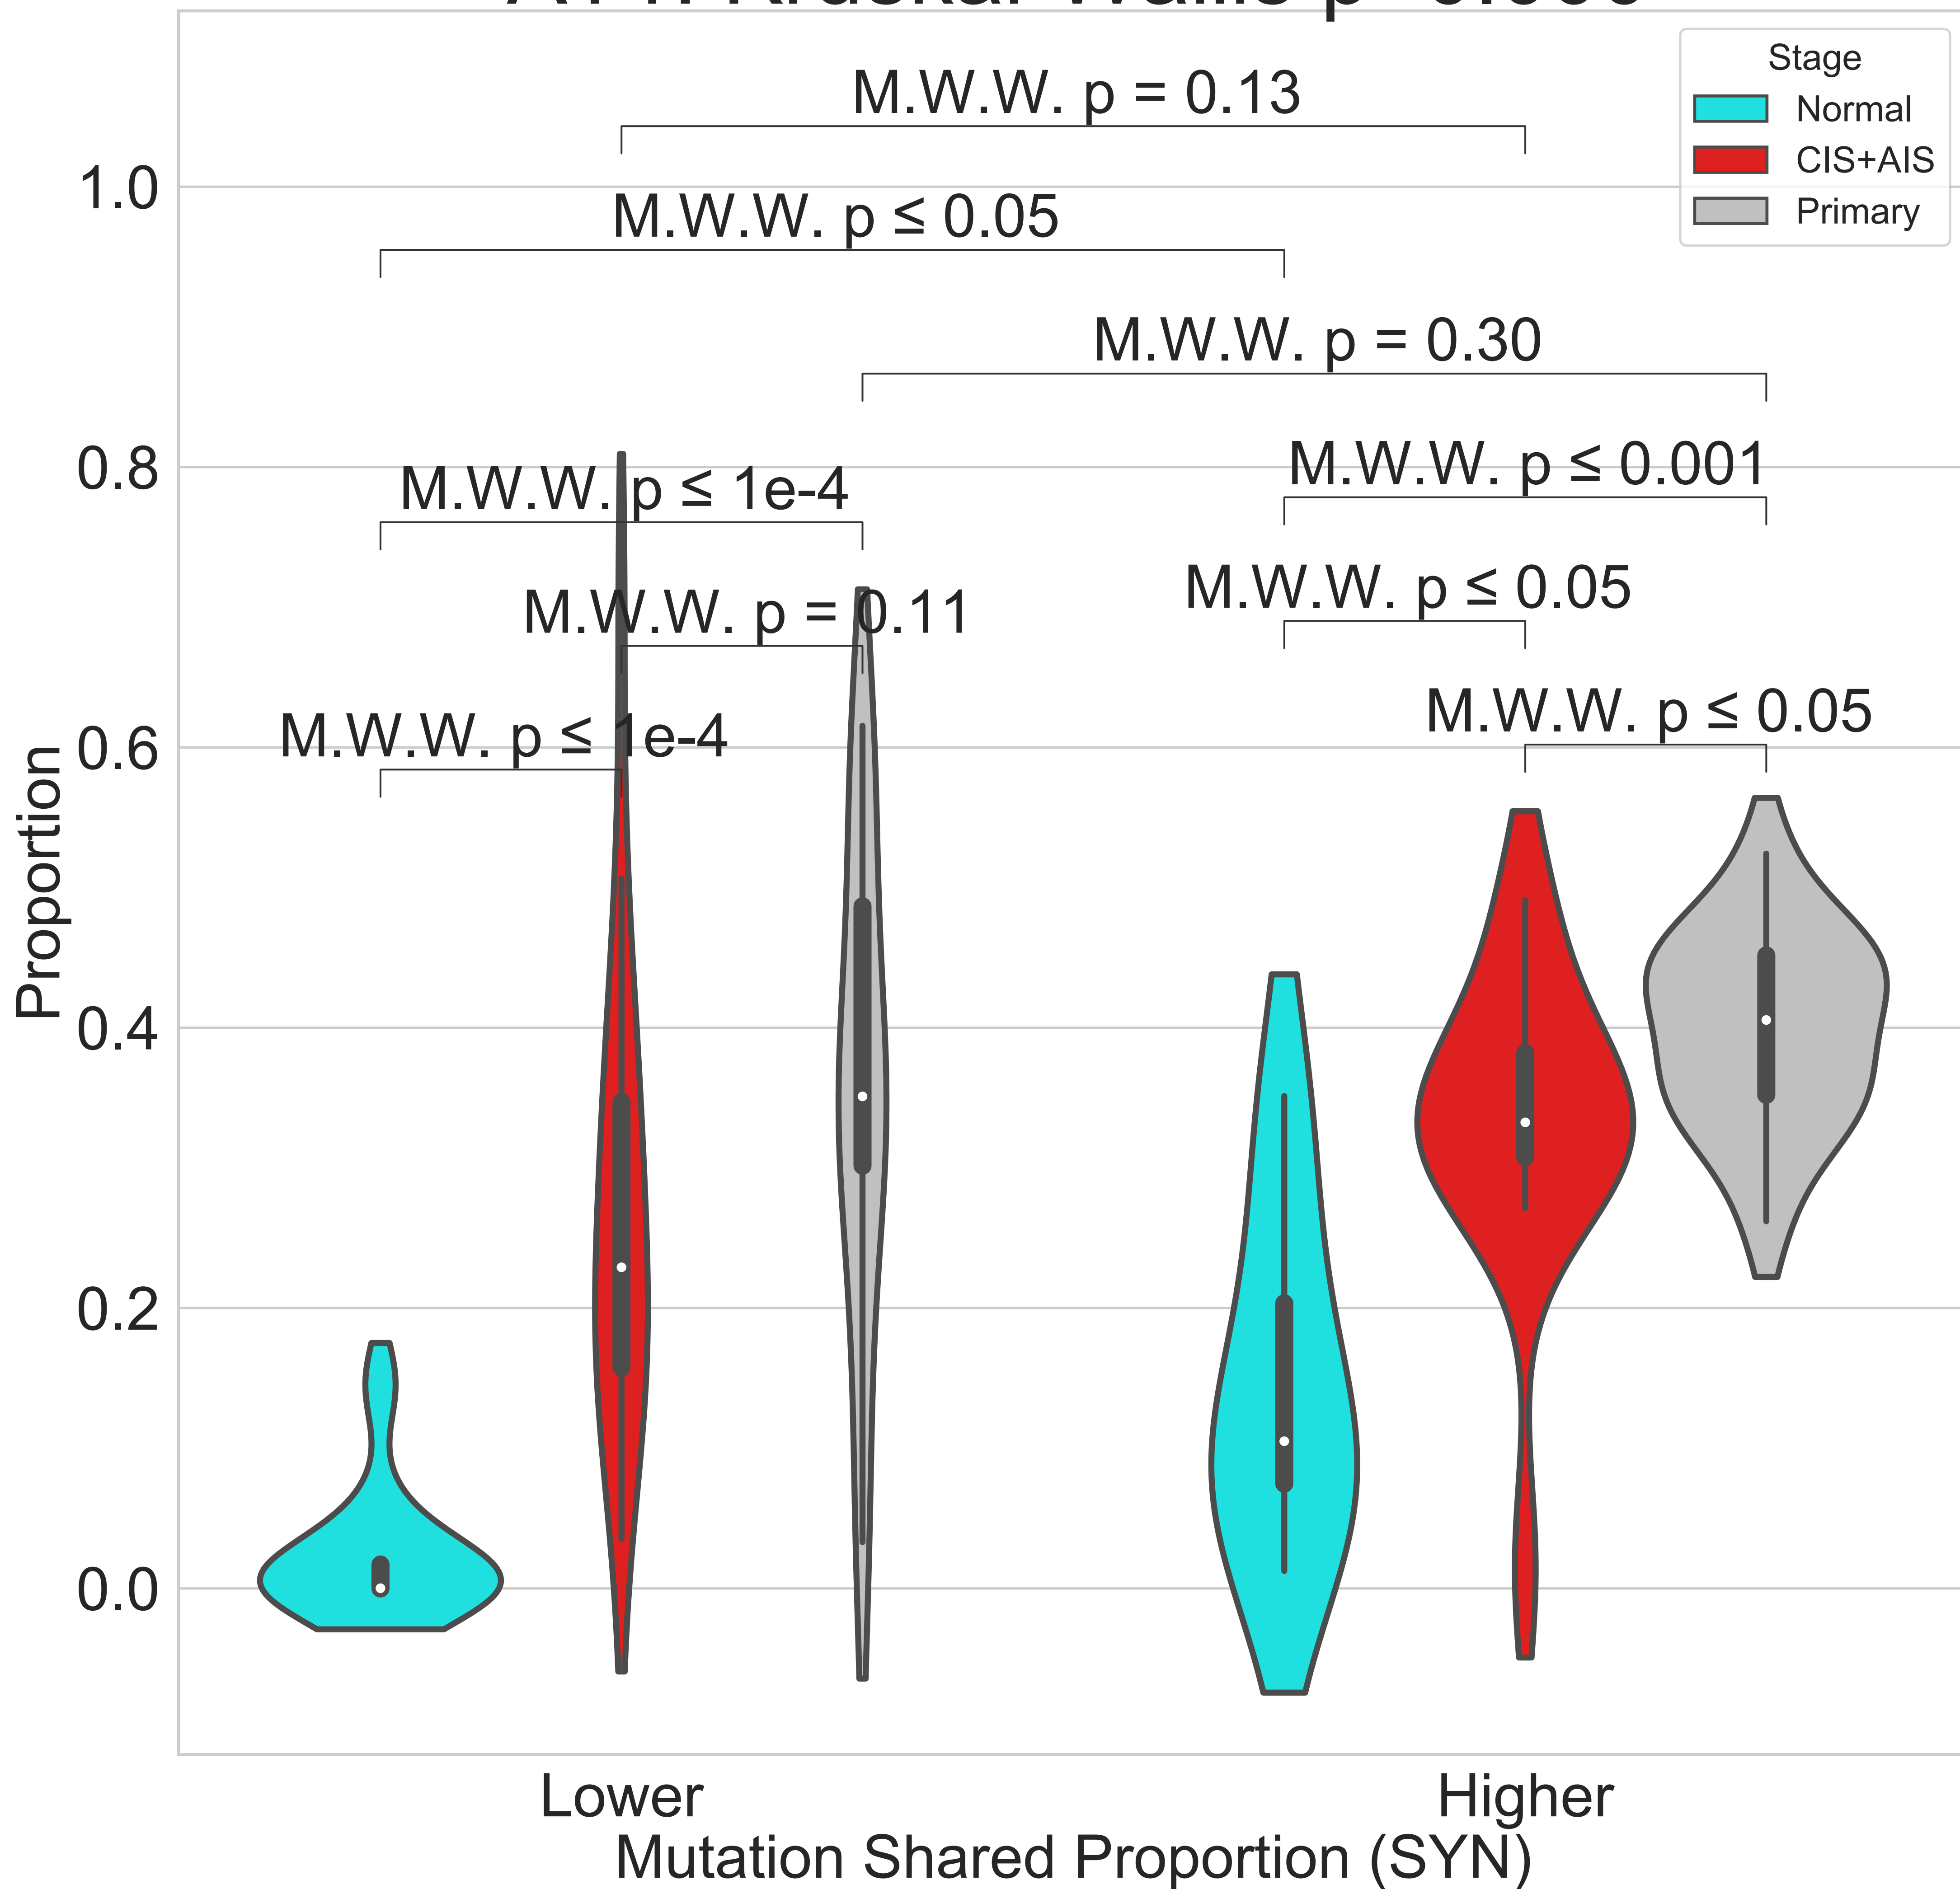 Stage
Normal
CIS+AIS
Primary
M.W.W. p = 0.13
M.W.W. p ≤ 0.05
M.W.W. p = 0.30
M.W.W. p ≤ 0.001
M.W.W. p ≤ 1e-4
M.W.W. p ≤ 0.05
M.W.W. p = 0.11
M.W.W. p ≤ 0.05
M.W.W. p ≤ 1e-4
1.0
0.8
0.6
0.4
0.2
0.0
Proportion
Lower
Higher
Mutation Shared Proportion (SYN)